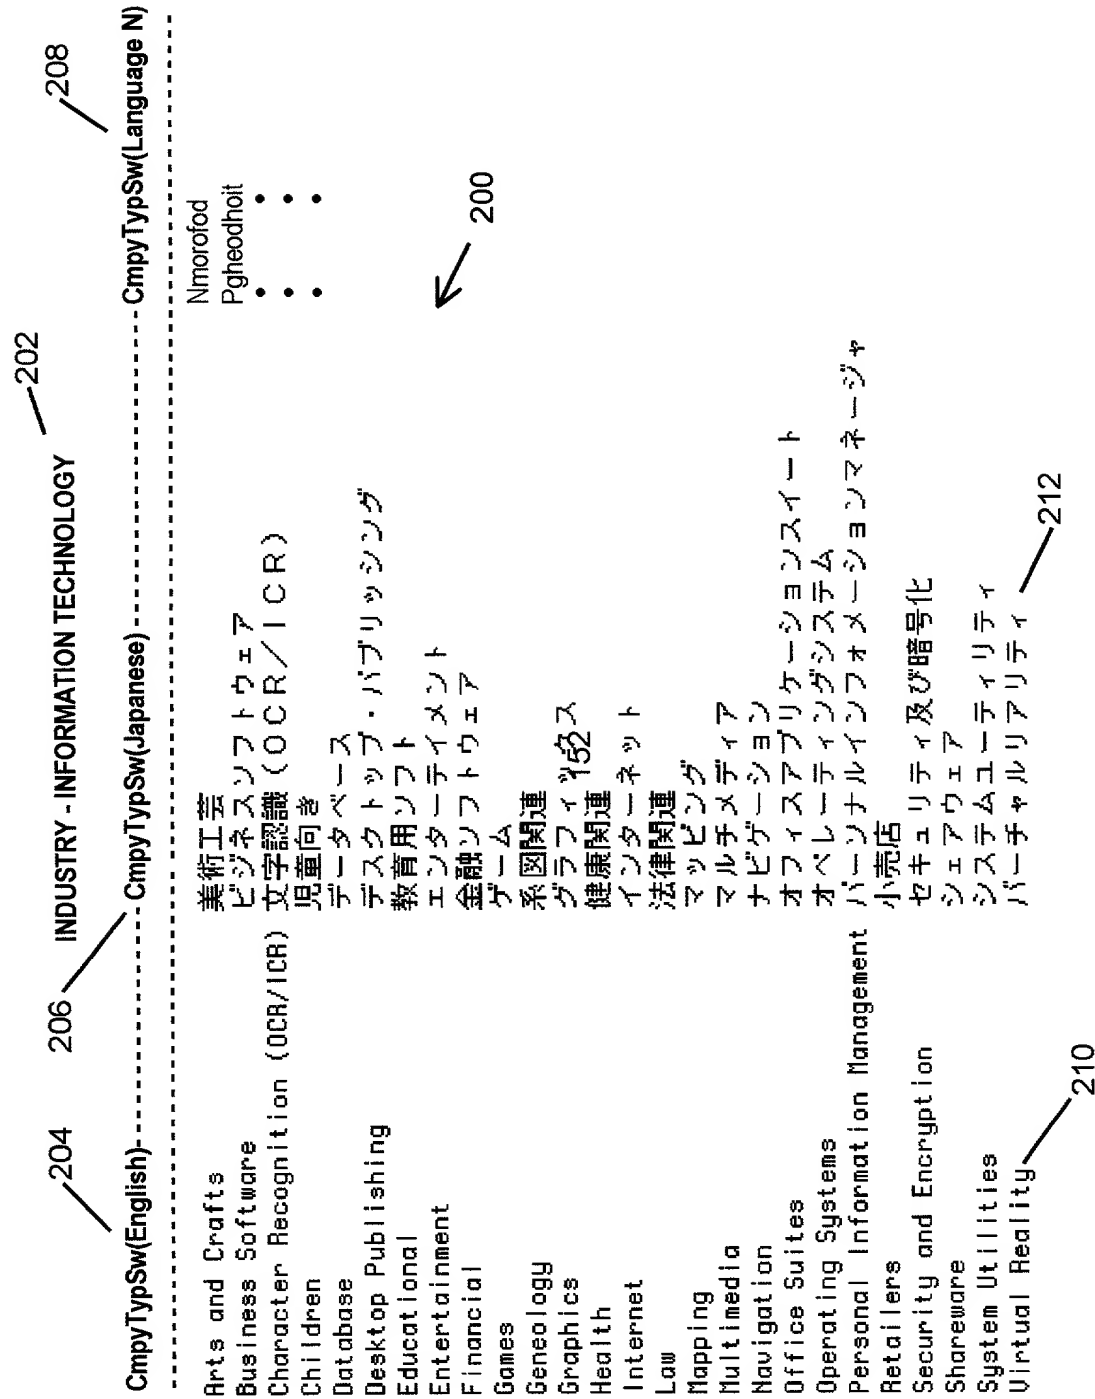 208
202
INDUSTRY - INFORMATION TECHNOLOGY
204
206
CmpyTypSw(English)-----------CmpyTypSw(Japanese)-----------CmpyTypSw(Language N)
Arts and Crafts 美術工芸 Nmorofod
Business Software ビジネスソフトウェア Pgheodhoit
Character Recognition (OCR/ICR) 文字認識(OCR/ICR)
Children 児童向き
Database データベース
Desktop Publishing デスクトップ・パブリッシング
Educational 教育用ソフト
Entertainment エンターテイメント
200
Financial 金融ソフトウェア
Games ゲーム
Geneology 系図関連
Graphics グラフィックス
152
Health 健康関連
Internet インターネット
Law 法律関連
Mapping マッピング
Multimedia マルチメディア
Navigation ナビゲーション
Office Suites オフィスアプリケーションスイート
Operating Systems オペレーティングシステム
Personal Information Management パーソナルインフォメーションマネージャ
Retailers 小売店
Security and Encryption セキュリティ及び暗号化
Shareware シェアウェア
System Utilities システムユーティリティ
Virtual Reality バーチャルリアリティ
210
212